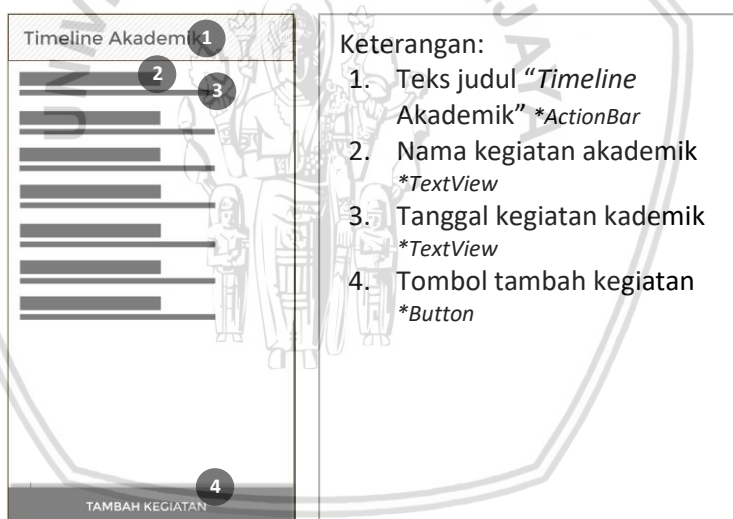 Timeline Akademik
1
2
3
4
TAMBAH KEGIATAN
Keterangan:
1. Teks judul “Timeline
Akademik” *ActionBar
2. Nama kegiatan akademik
*TextView
3. Tanggal kegiatan kademik
*TextView
4. Tombol tambah kegiatan
*Button